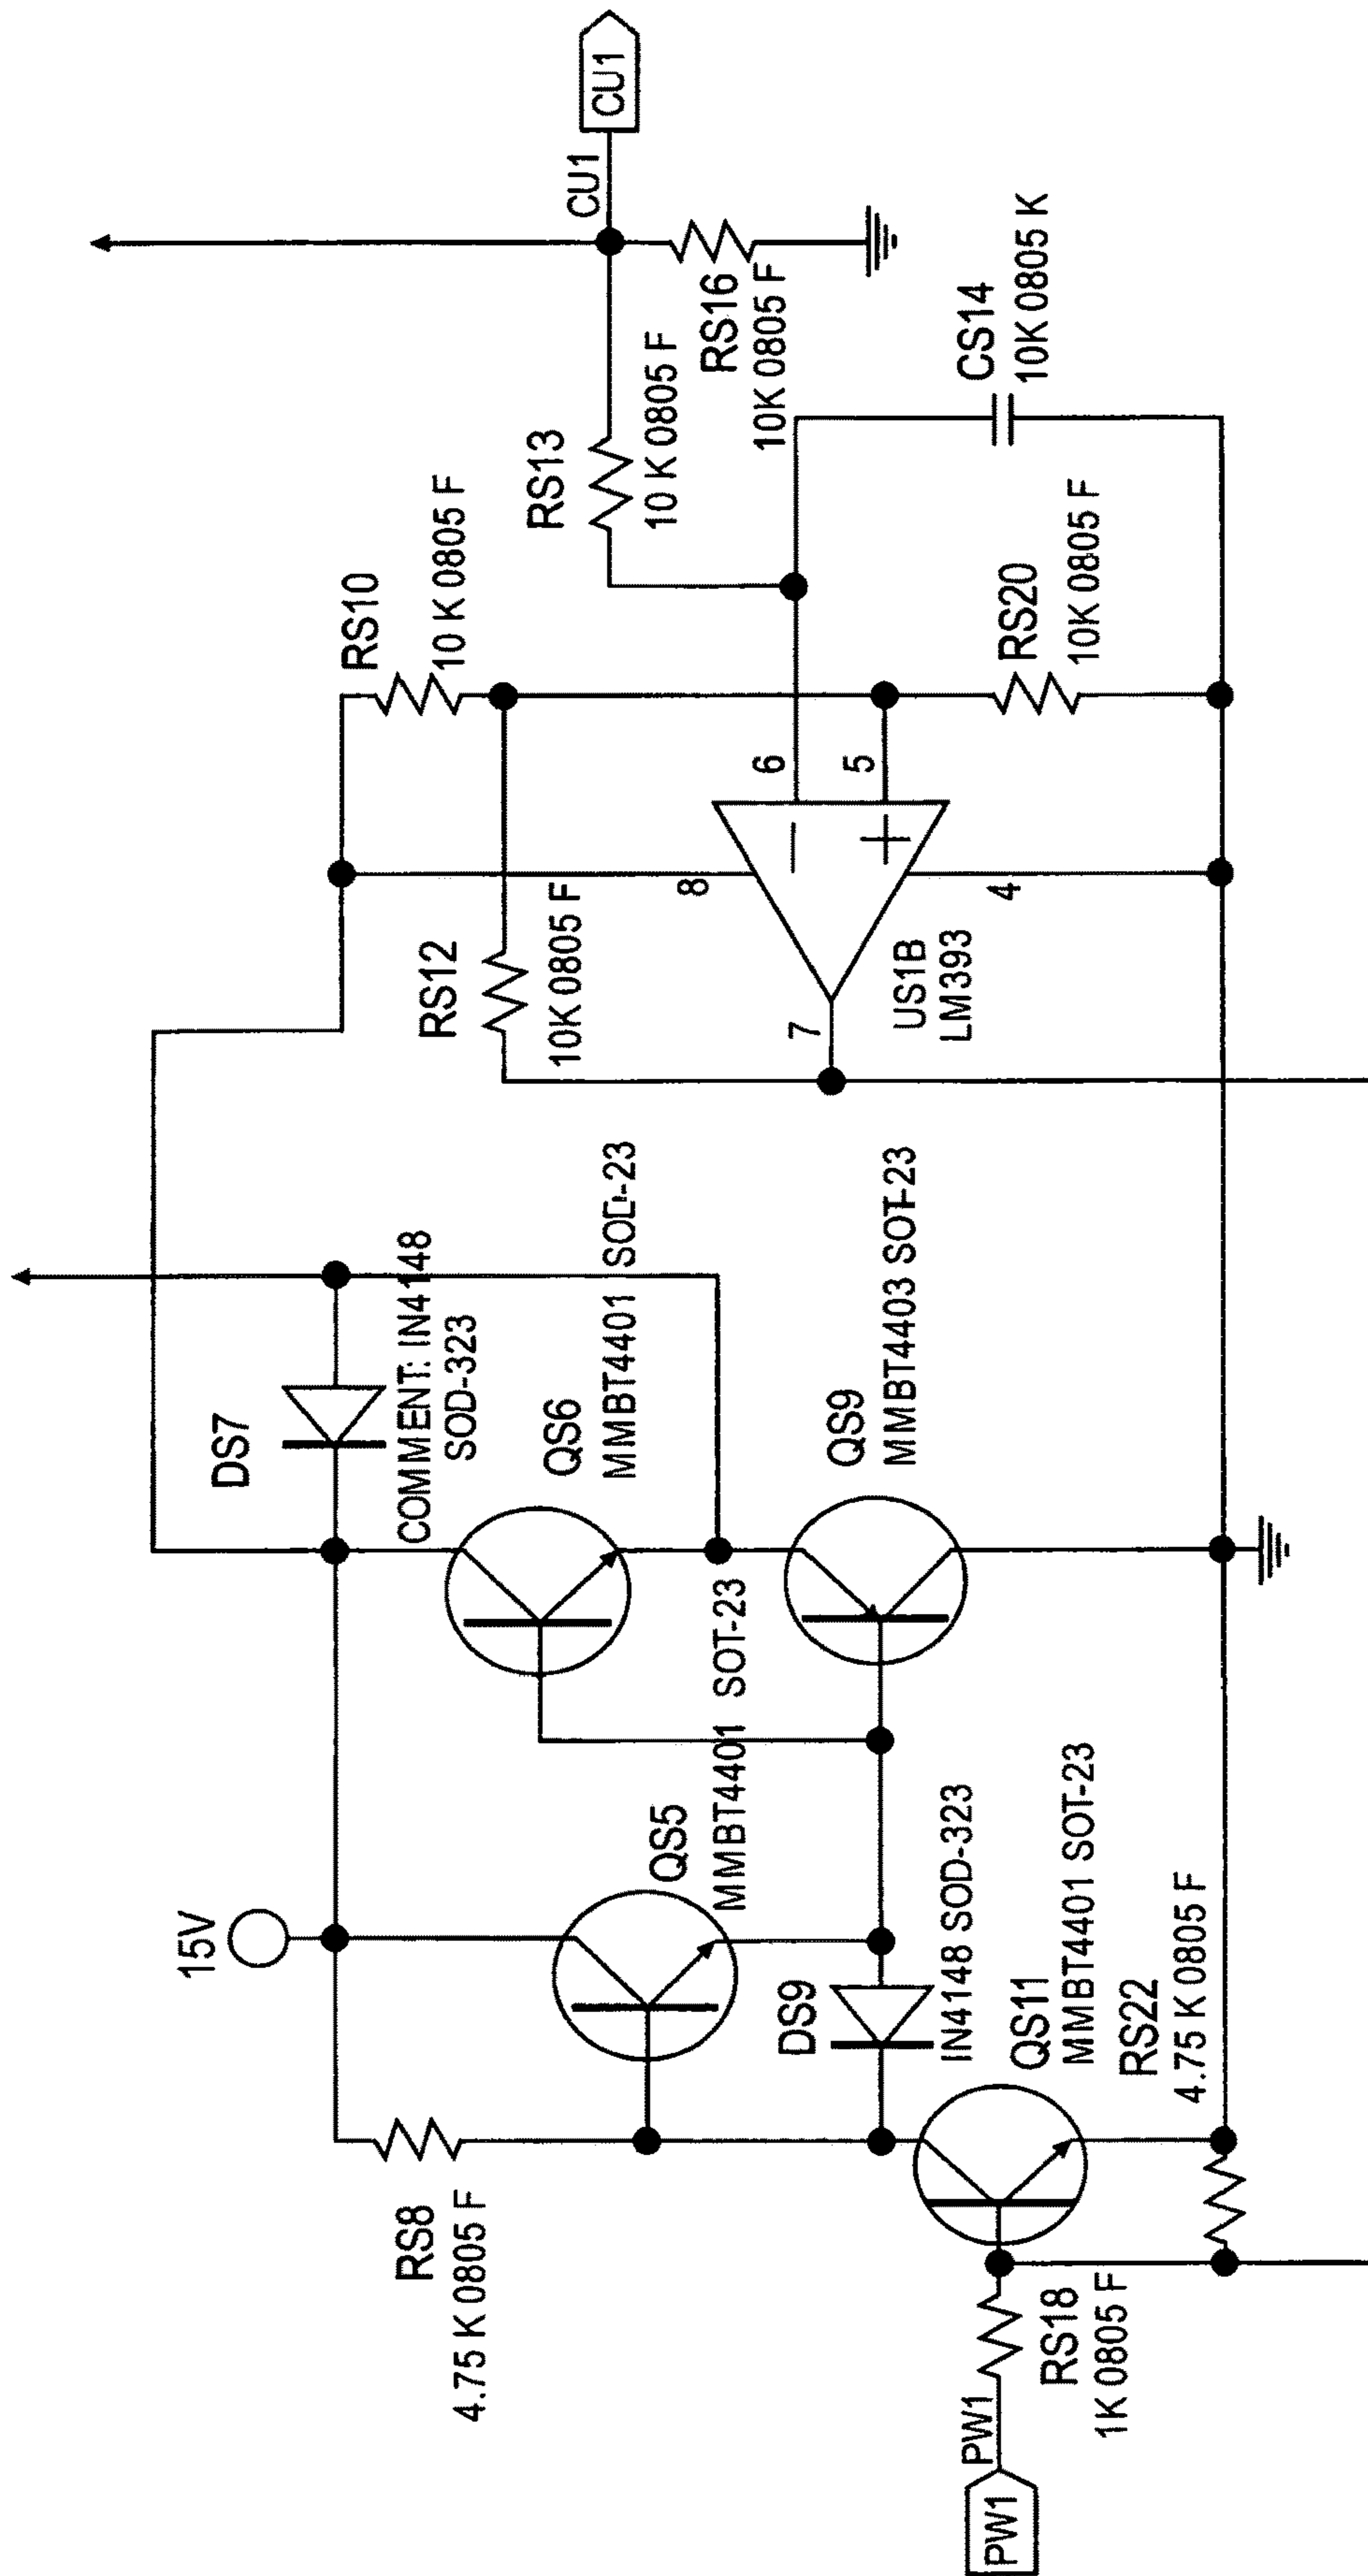 15V
DS7
COMMENT: IN4148
SOD-323
RS10
10 K 0805 F
CU1
CU1
RS8
4.75 K 0805 F
QS5
MMBT4401 SOT-23
QS6
MMBT4401 SOD-23
RS12
10K 0805 F
RS13
10 K 0805 F
RS16
10K 0805 F
8
6
5
7
4
US1B
LM393
DS9
IN4148 SOD-323
QS9
MMBT4403 SOT-23
RS20
10K 0805 F
CS14
10K 0805 K
PW1
PW1
RS18
1K 0805 F
QS11
MMBT4401 SOT-23
RS22
4.75 K 0805 F